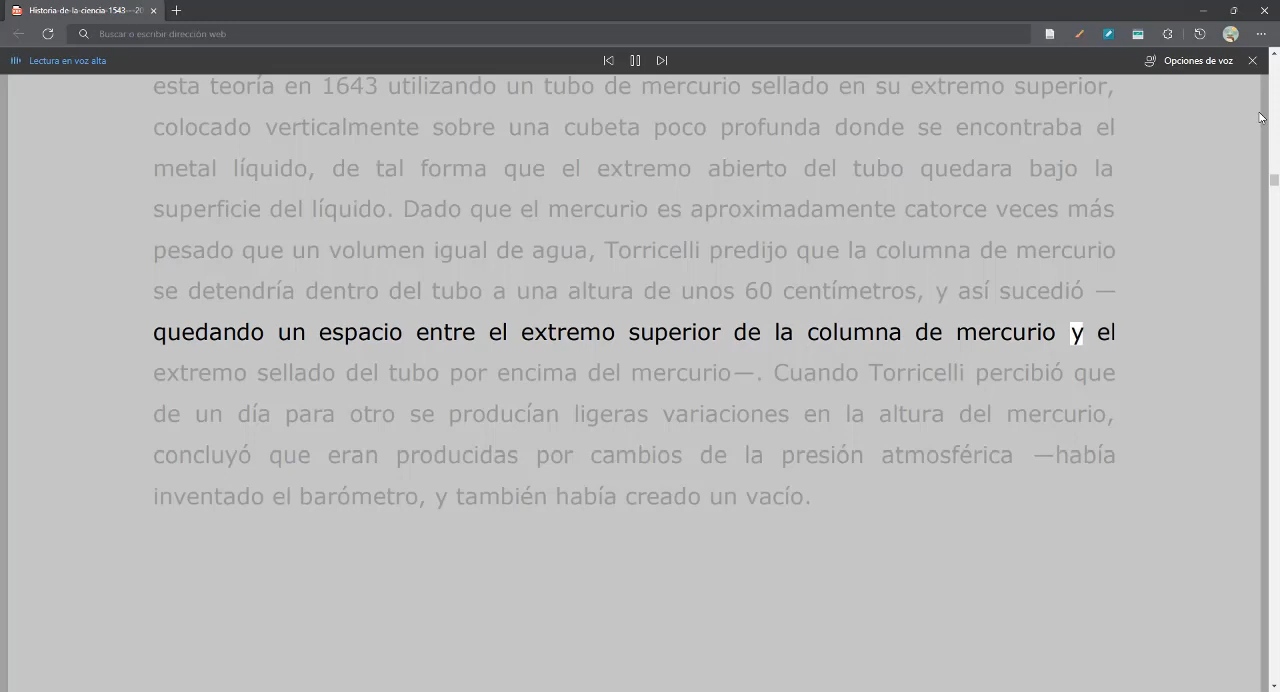 Historia-de-la-ciencia-1543---20
Buscar o escribir dirección web
Lectura en voz alta
Opciones de voz
esta teoría en 1643 utilizando un tubo de mercurio sellado en su extremo superior,
colocado verticalmente sobre una cubeta poco profunda donde se encontraba el
metal líquido, de tal forma que el extremo abierto del tubo quedara bajo la
superficie del líquido. Dado que el mercurio es aproximadamente catorce veces más
pesado que un volumen igual de agua, Torricelli predijo que la columna de mercurio
se detendría dentro del tubo a una altura de unos 60 centímetros, y así sucedió —
quedando un espacio entre el extremo superior de la columna de mercurio y el
extremo sellado del tubo por encima del mercurio—. Cuando Torricelli percibió que
de un día para otro se producían ligeras variaciones en la altura del mercurio,
concluyó que eran producidas por cambios de la presión atmosférica —había
inventado el barómetro, y también había creado un vacío.